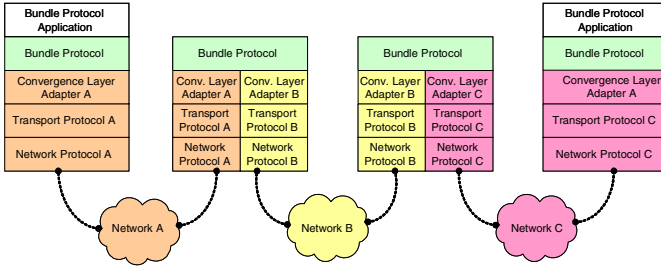 Bundle Protocol
Application
Bundle Protocol
Convergence Layer
Adapter A
Transport Protocol A
Network Protocol A
Bundle Protocol
Conv. Layer
Adapter A
Conv. Layer
Adapter B
Transport
Protocol A
Transport
Protocol B
Network
Protocol A
Network
Protocol B
Bundle Protocol
Conv. Layer
Adapter B
Conv. Layer
Adapter C
Transport
Protocol B
Transport
Protocol C
Network
Protocol B
Network
Protocol C
Bundle Protocol
Application
Bundle Protocol
Convergence Layer
Adapter A
Transport Protocol C
Network Protocol C
Network A
Network B
Network C